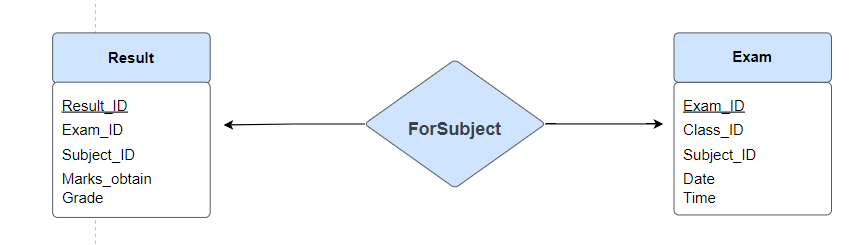 Result
Result_ID
Exam_ID
Subject_ID
Marks_obtain
Grade
ForSubject
Exam
Exam_ID
Class_ID
Subject_ID
Date
Time